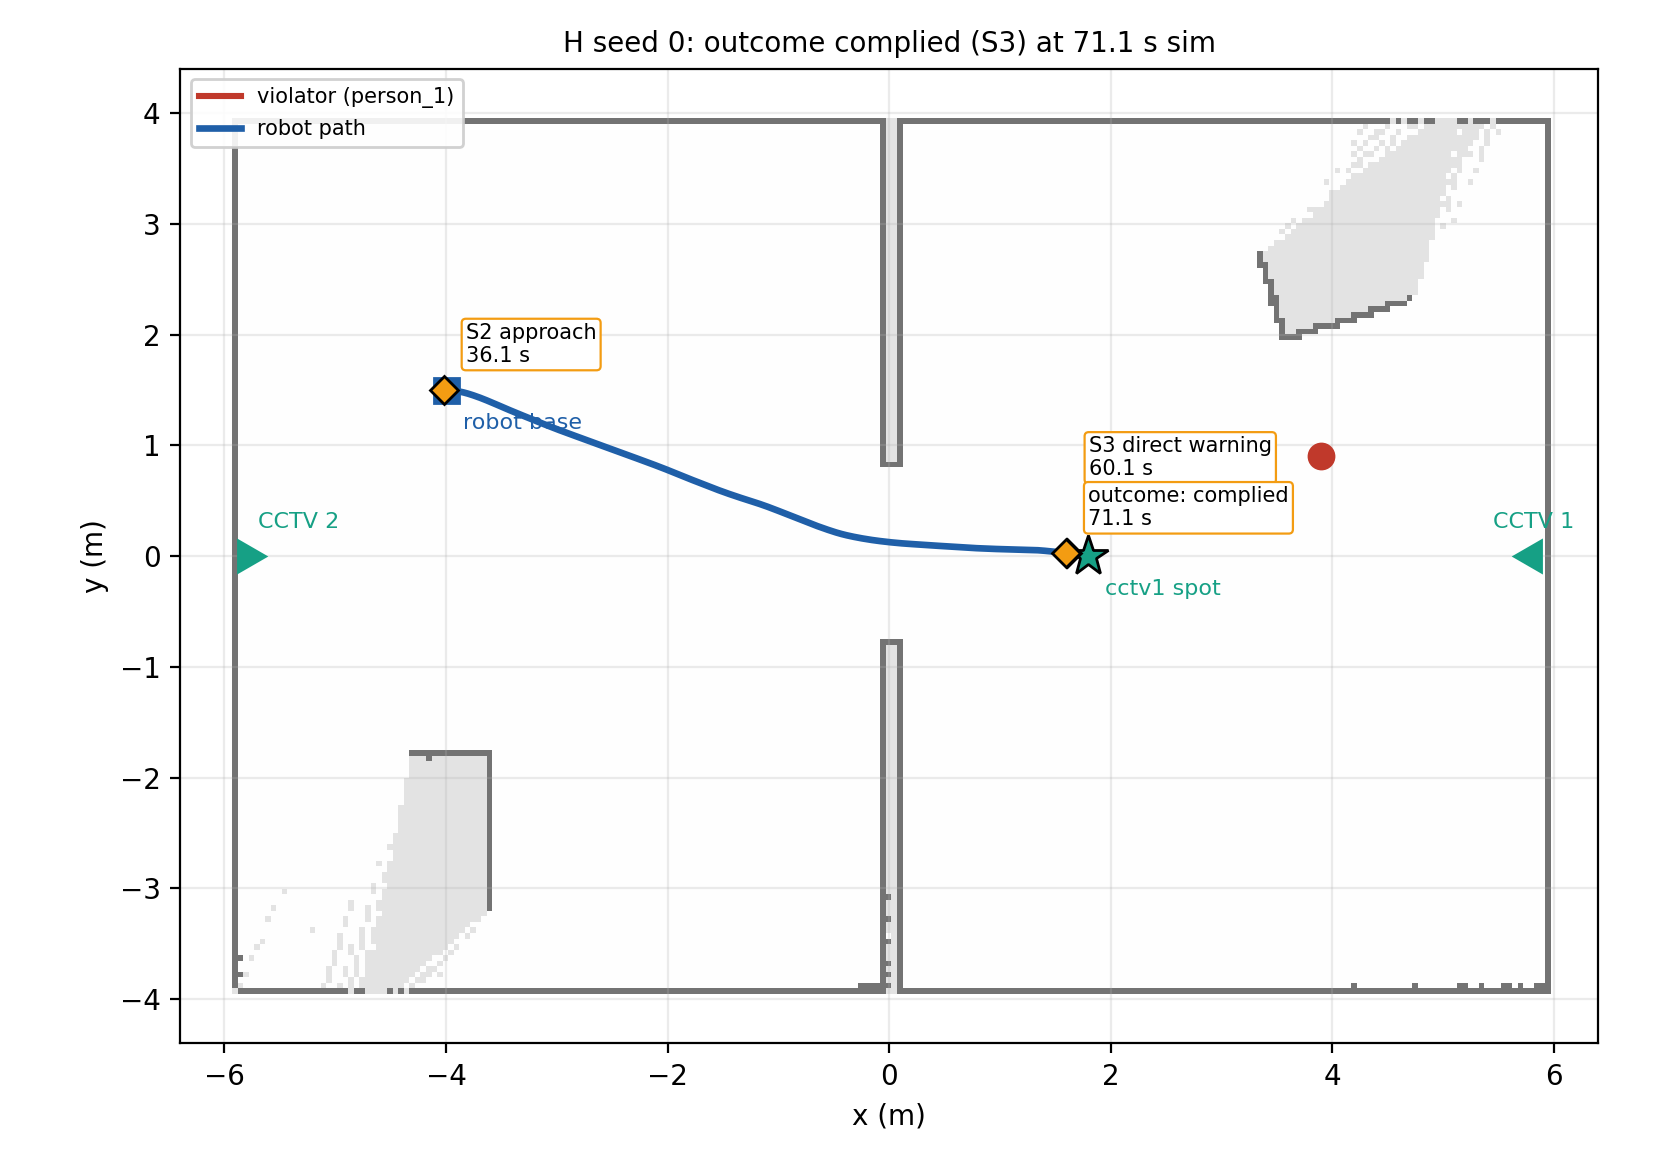 H seed 0: outcome complied (S3) at 71.1 s sim
violator (person_1)
robot path
4
3
2
1
0
−1
−2
−3
−4
y (m)
S2 approach
36.1 s
robot base
S3 direct warning
60.1 s
outcome: complied
71.1 s
CCTV 2
CCTV 1
cctv1 spot
−6
−4
−2
0
2
4
6
x (m)